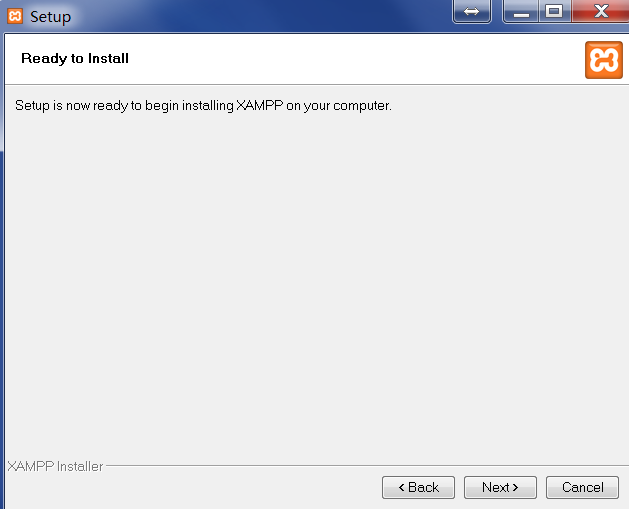 Setup
Ready to Install
Setup is now ready to begin installing XAMPP on your computer.
XAMPP Installer
< Back
Next >
Cancel